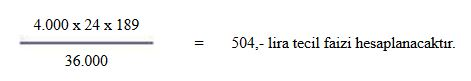 4.000 x 24 x 189
36.000
= 504,- lira tecil faizi hesaplanacaktır.